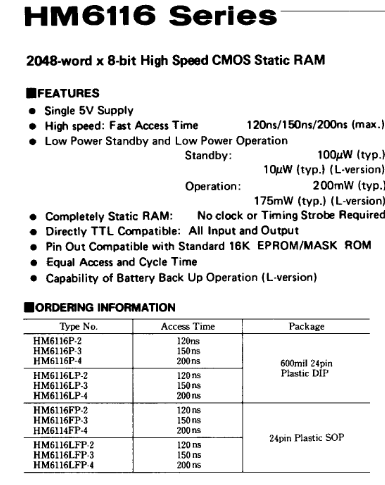 HM6116 Series
2048-word x 8-bit High Speed CMOS Static RAM
■FEATURES
● Single 5V Supply
● High speed: Fast Access Time 120ns/150ns/200ns (max.)
● Low Power Standby and Low Power Operation
Standby: 100μW (typ.)
10μW (typ.) (L-version)
Operation: 200mW (typ.)
175mW (typ.) (L-version)
● Completely Static RAM: No clock or Timing Strobe Required
● Directly TTL Compatible: All Input and Output
● Pin Out Compatible with Standard 16K EPROM/MASK ROM
● Equal Access and Cycle Time
● Capability of Battery Back Up Operation (L-version)
■ORDERING INFORMATION
Type No. Access Time Package
HM6116P-2 120ns
HM6116P-3 150ns
HM6116P-4 200ns
600mil 24pin
Plastic DIP
HM6116LP-2 120ns
HM6116LP-3 150ns
HM6116LP-4 200ns
HM6116FP-2 120ns
HM6116FP-3 150ns
HM6114FP-4 200ns
24pin Plastic SOP
HM6116LFP-2 120ns
HM6116LFP-3 150ns
HM6116LFP-4 200ns